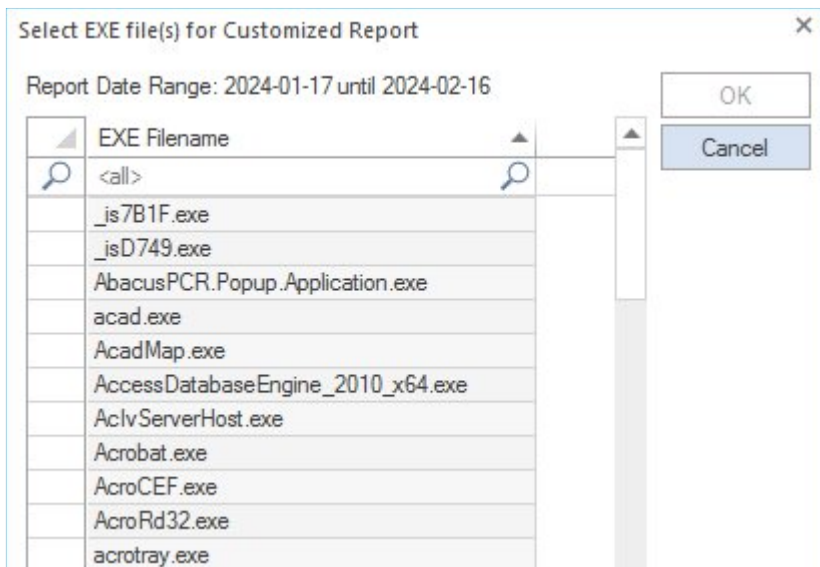 Select EXE file(s) for Customized Report
Report Date Range: 2024-01-17 until 2024-02-16
OK
EXE Filename
Cancel
<all>
_is7B1F.exe
_isD749.exe
AbacusPCR.Popup.Application.exe
acad.exe
AcadMap.exe
AccessDatabaseEngine_2010_x64.exe
AcIvServerHost.exe
Acrobat.exe
AcroCEF.exe
AcroRd32.exe
acrotray.exe